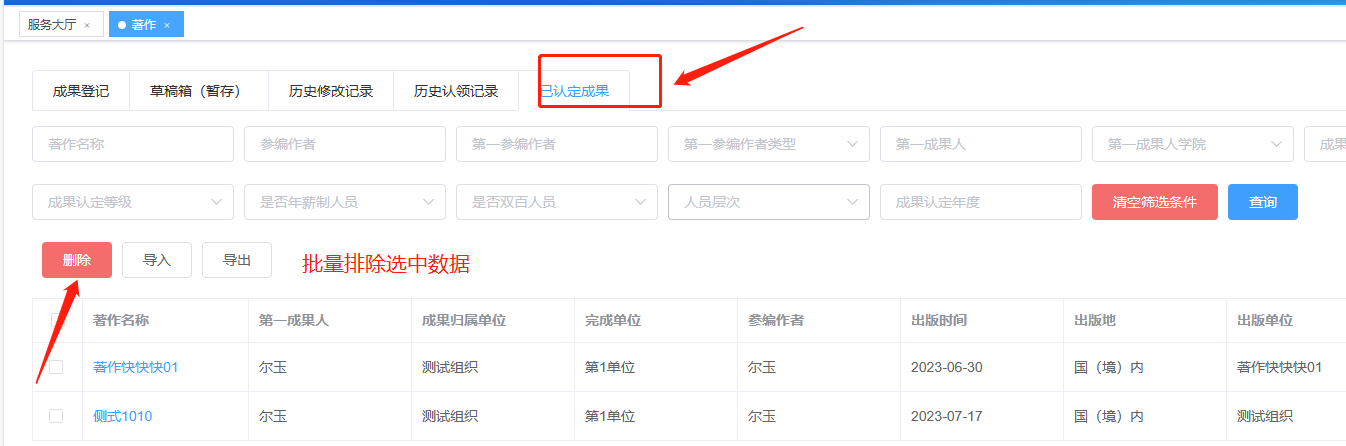 服务大厅 × 著作 ×
成果登记 草稿箱（暂存） 历史修改记录 历史认领记录 已认定成果
著作名称 参编作者 第一参编作者 第一参编作者类型 第一成果人 第一成果人学院 成果
成果认定等级 是否年薪制人员 是否双百人员 人员层次 成果认定年度 清空筛选条件 查询
删除 导入 导出 批量排除选中数据
著作名称 第一成果人 成果归属单位 完成单位 参编作者 出版时间 出版地 出版单位
著作快快快01 尔玉 测试组织 第1单位 尔玉 2023-06-30 国（境）内 著作快快快01
侧式1010 尔玉 测试组织 第1单位 尔玉 2023-07-17 国（境）内 测试组织